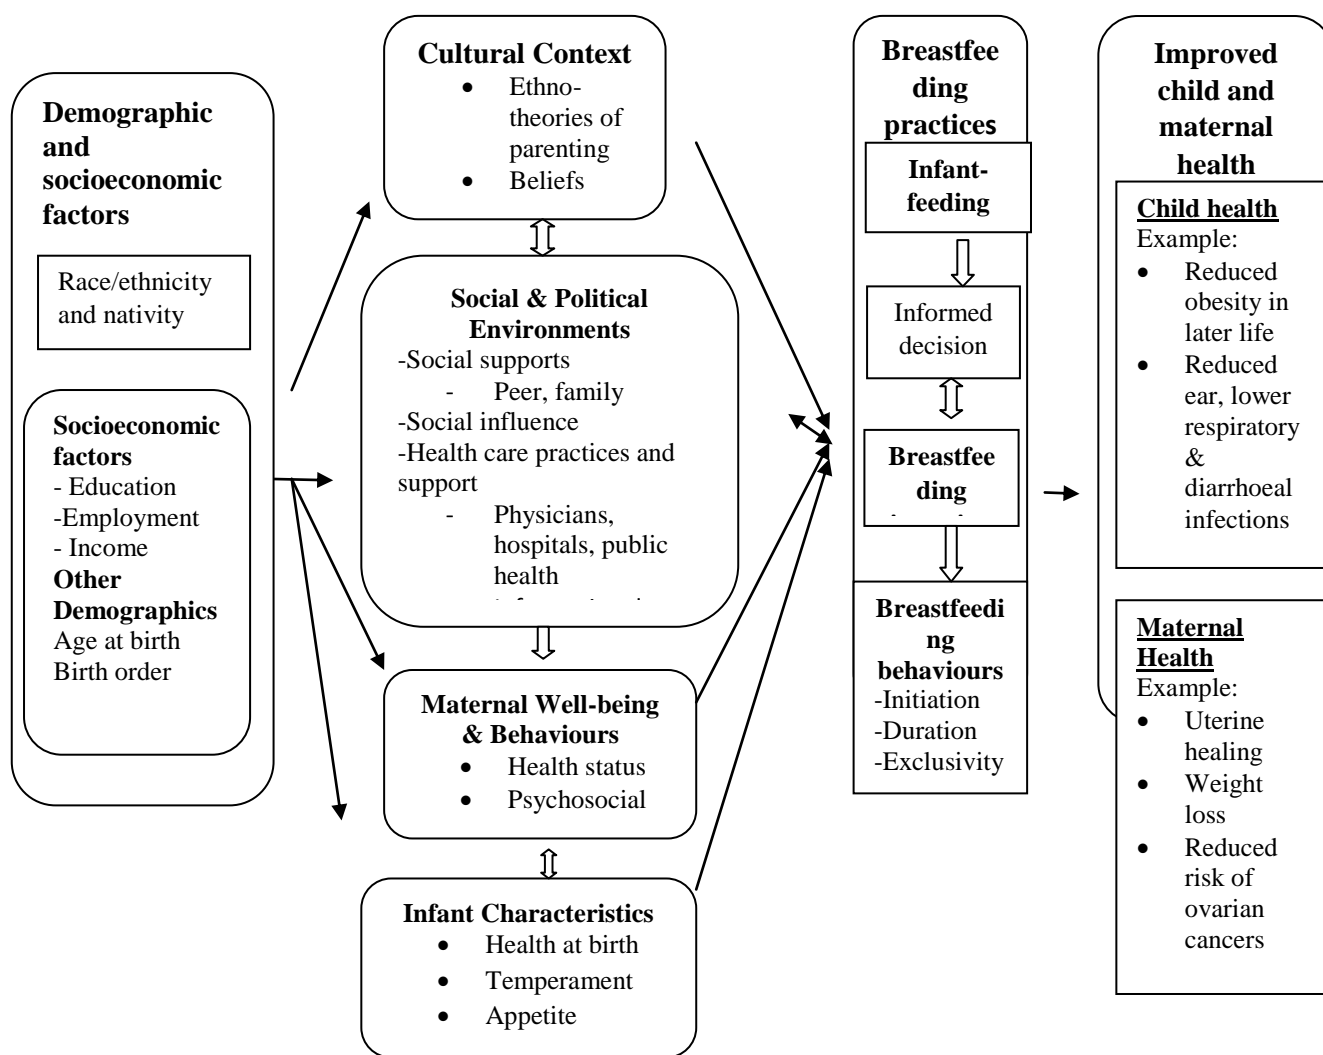 Demographic
and
socioeconomic
factors
Race/ethnicity
and nativity
Socioeconomic
factors
- Education
-Employment
- Income
Other
Demographics
Age at birth
Birth order
Cultural Context
• Ethno-
theories of
parenting
• Beliefs
Social & Political
Environments
-Social supports
- Peer, family
-Social influence
-Health care practices and
support
- Physicians,
hospitals, public
health
Maternal Well-being
& Behaviours
• Health status
• Psychosocial
Infant Characteristics
• Health at birth
• Temperament
• Appetite
Breastfee
ding
practices
Infant-
feeding
Informed
decision
Breastfee
ding
Breastfeedi
ng
behaviours
-Initiation
-Duration
-Exclusivity
Improved
child and
maternal
health
Child health
Example:
• Reduced
obesity in
later life
• Reduced
ear, lower
respiratory
&
diarrhoeal
infections
Maternal
Health
Example:
• Uterine
healing
• Weight
loss
• Reduced
risk of
ovarian
cancers